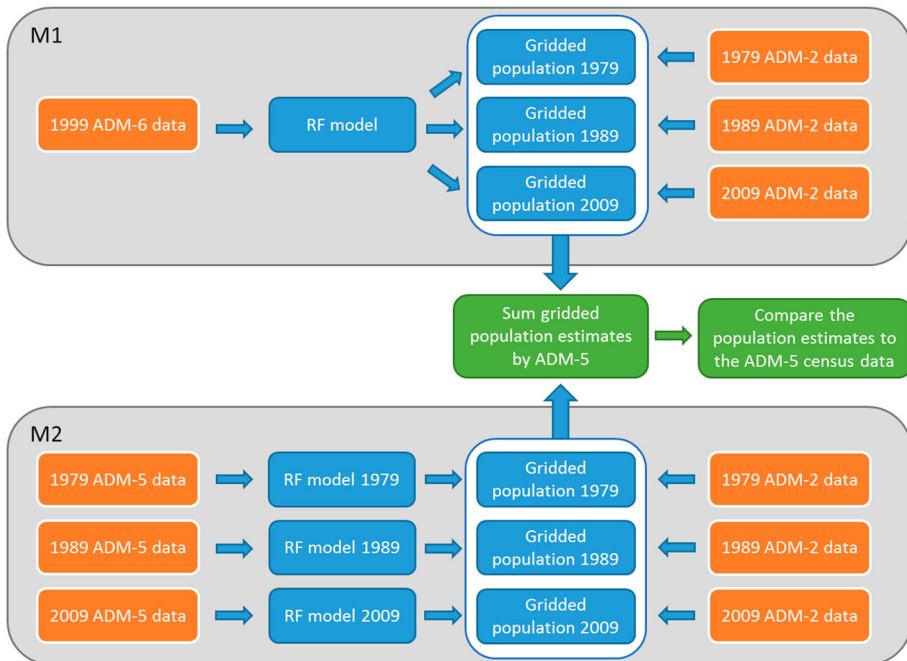 M1
1999 ADM-6 data
RF model
Gridded
population 1979
Gridded
population 1989
Gridded
population 2009
1979 ADM-2 data
1989 ADM-2 data
2009 ADM-2 data
Sum gridded
population estimates
by ADM-5
Compare the
population estimates to
the ADM-5 census data
M2
1979 ADM-5 data
RF model 1979
Gridded
population 1979
1979 ADM-2 data
1989 ADM-5 data
RF model 1989
Gridded
population 1989
1989 ADM-2 data
2009 ADM-5 data
RF model 2009
Gridded
population 2009
2009 ADM-2 data